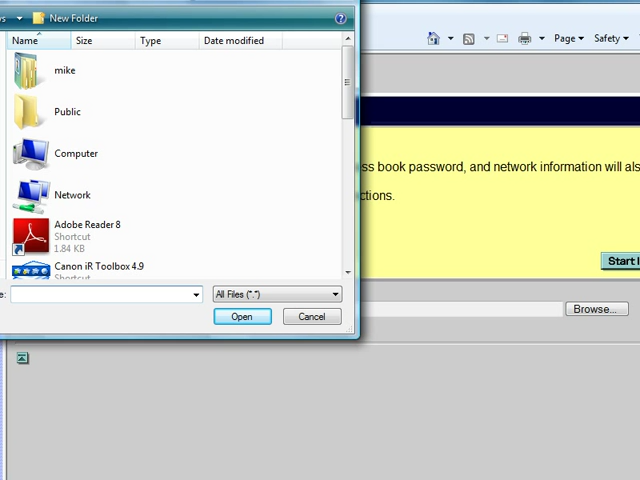 ws New Folder
Name Size Type Date modified
mike
Public
Computer
Network
Adobe Reader 8
Shortcut
1.84 KB
Canon iR Toolbox 4.9
Shortcut
e: All Files (*.*)
Open Cancel
Page Safety
ss book password, and network information will als
ctions.
Start I
Browse...